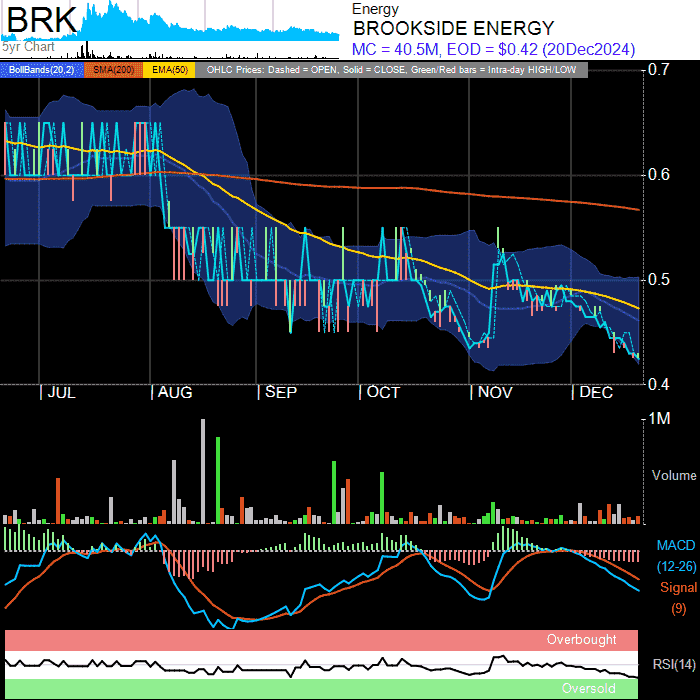 BRK
5yr Chart
Energy
BROOKSIDE ENERGY
MC = 40.5M, EOD = $0.42 (20Dec2024)
BollBands(20,2) SMA(200) EMA(50) OHLC Prices: Dashed = OPEN, Solid = CLOSE, Green/Red bars = Intra-day HIGH/LOW
0.7
0.6
0.5
0.4
JUL AUG SEP OCT NOV DEC
1M
Volume
MACD
(12-26)
Signal
(9)
Overbought
RSI(14)
Oversold